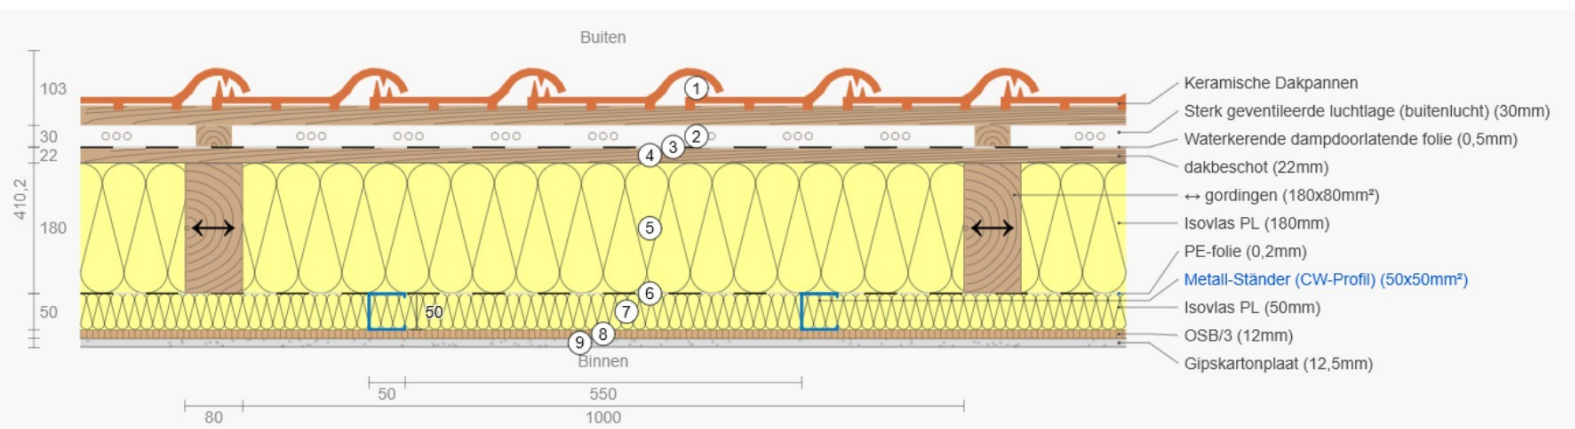 Buiten
103
30
22
180
50
410,2
1
2
3
4
5
6
7
50
8
9
Binnen
Keramische Dakpannen
Sterk geventileerde luchtlage (buitenlucht) (30mm)
Waterkerende dampdoorlatende folie (0,5mm)
dakbeschot (22mm)
↔ gordingen (180x80mm²)
Isovlas PL (180mm)
PE-folie (0,2mm)
Metall-Ständer (CW-Profil) (50x50mm²)
Isovlas PL (50mm)
OSB/3 (12mm)
Gipskartonplaat (12,5mm)
50
550
80
1000